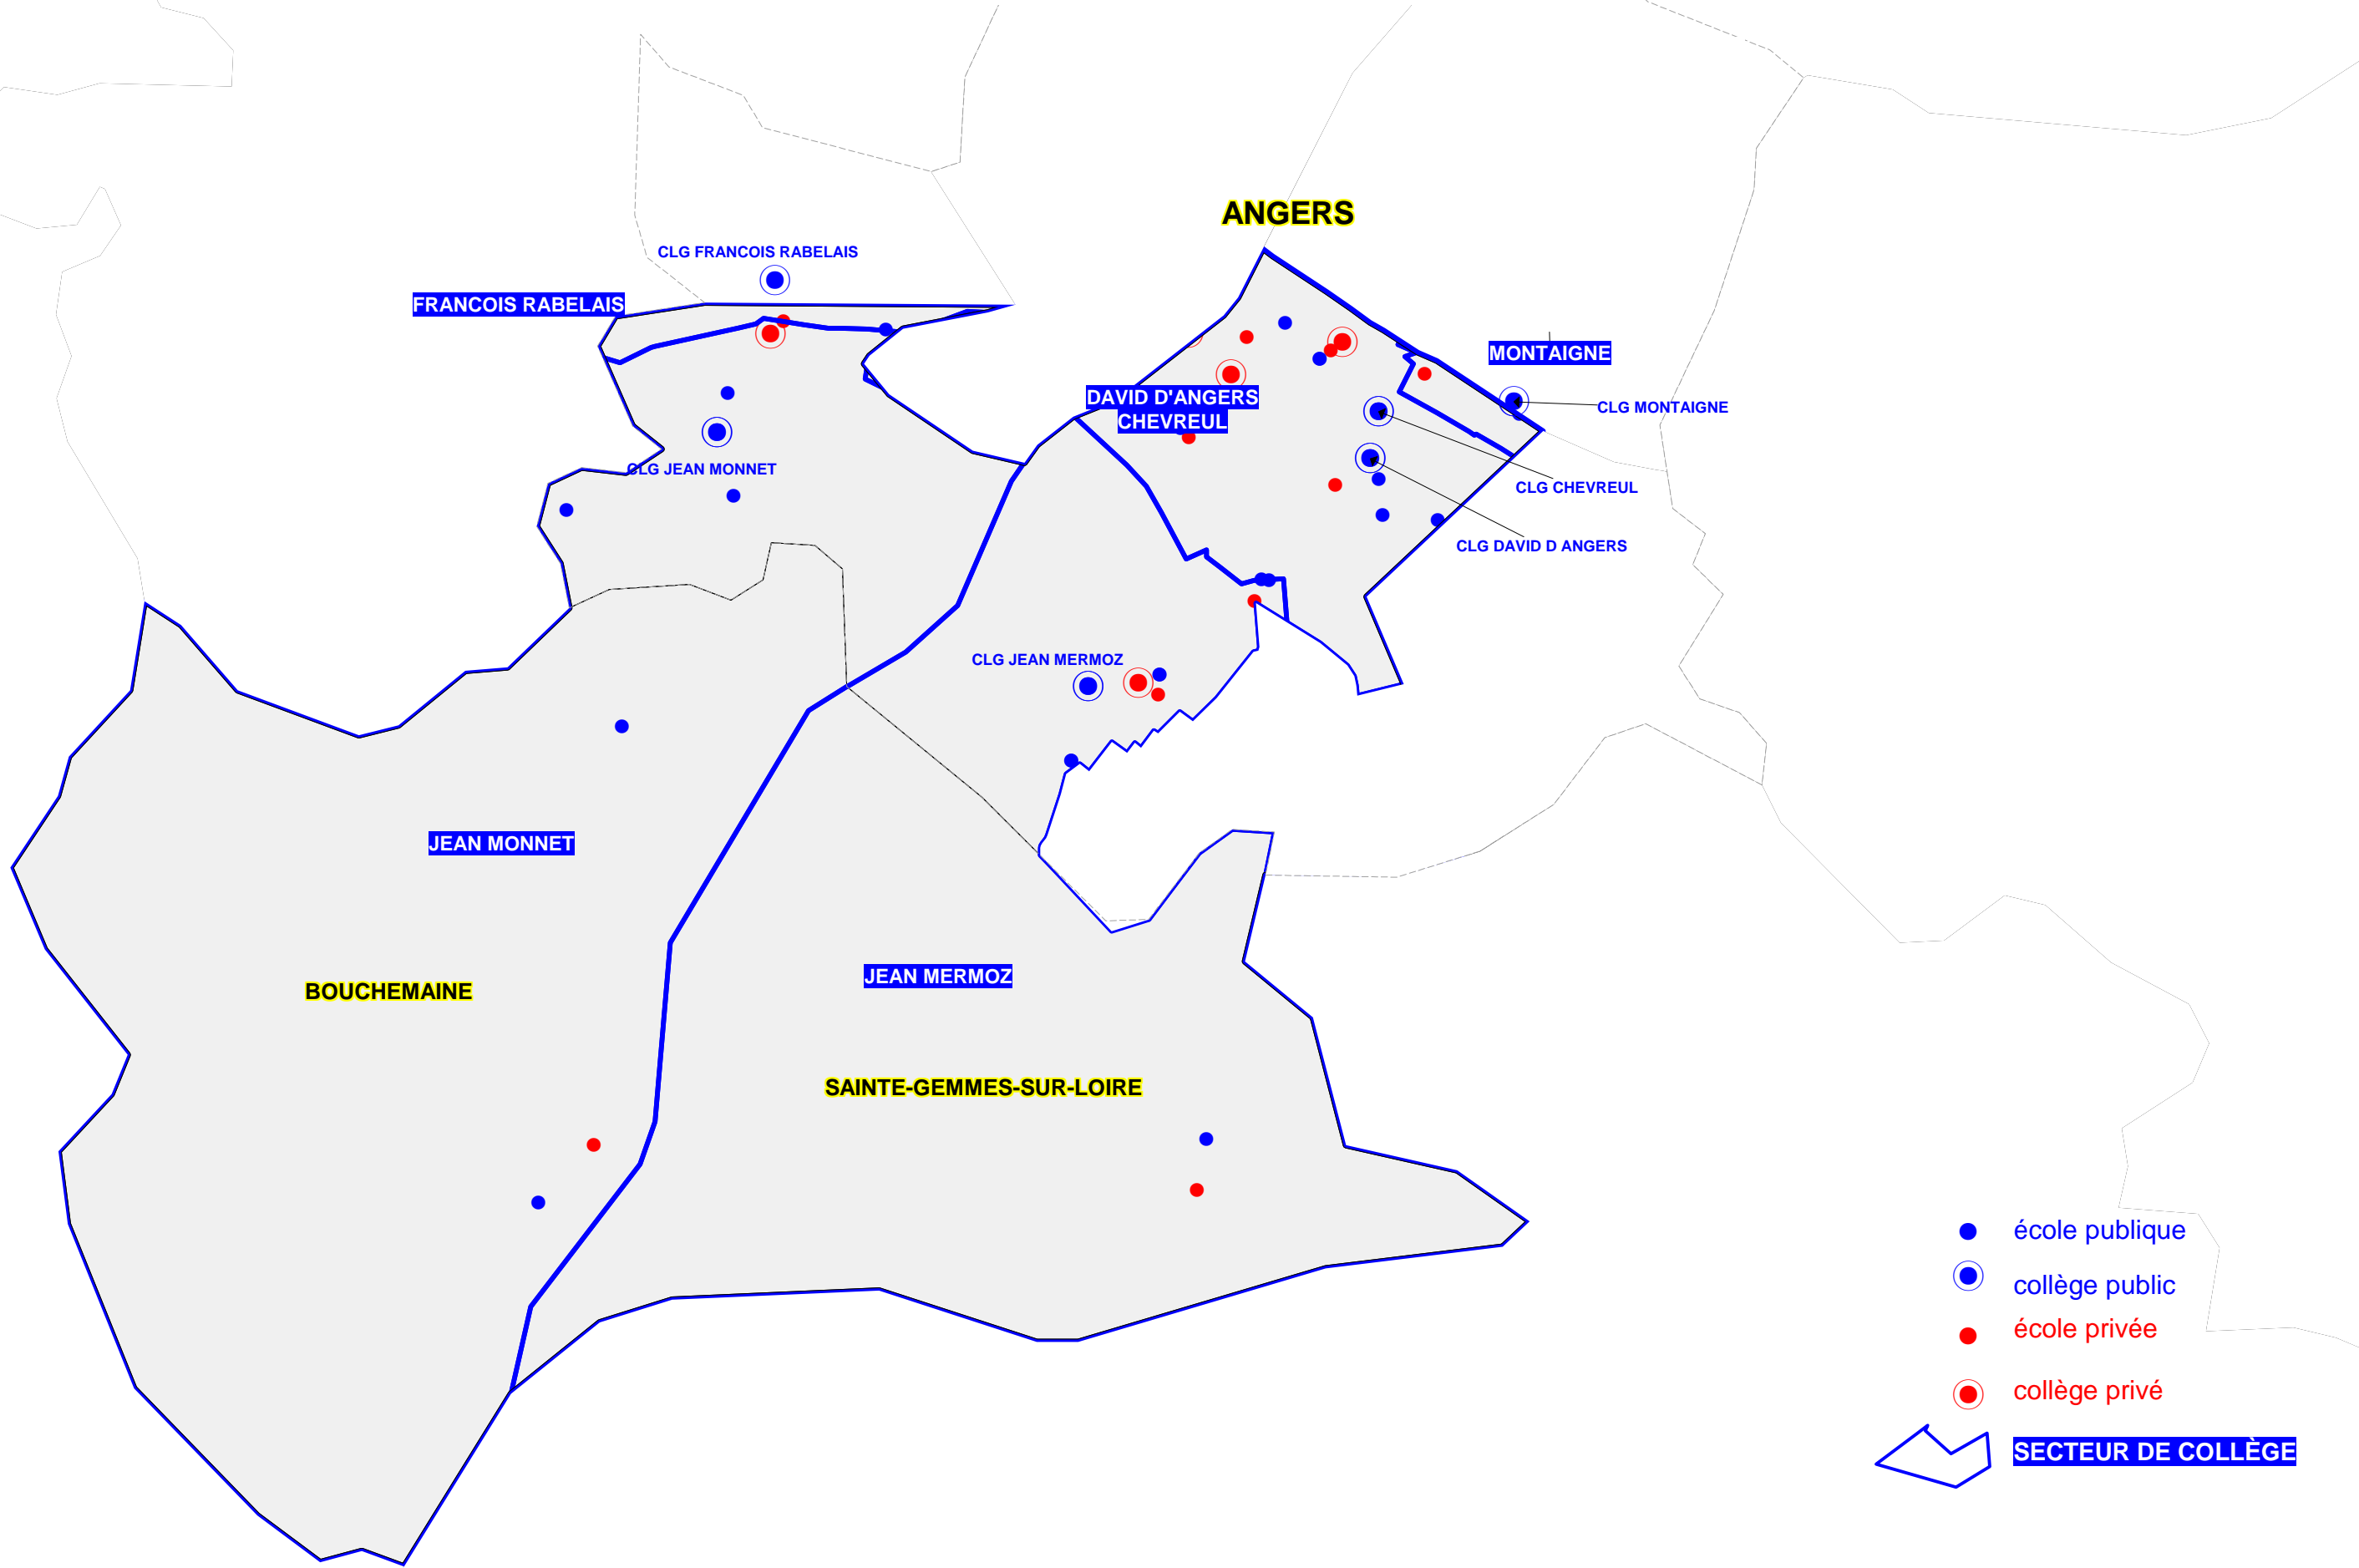 ANGERS
CLG FRANCOIS RABELAIS
FRANCOIS RABELAIS
MONTAIGNE
DAVID D'ANGERS
CHEVREUL
CLG MONTAIGNE
CLG JEAN MONNET
CLG CHEVREUL
CLG DAVID D ANGERS
CLG JEAN MERMOZ
JEAN MONNET
JEAN MERMOZ
BOUCHEMAINE
SAINTE-GEMMES-SUR-LOIRE
école publique
collège public
école privée
collège privé
SECTEUR DE COLLÈGE